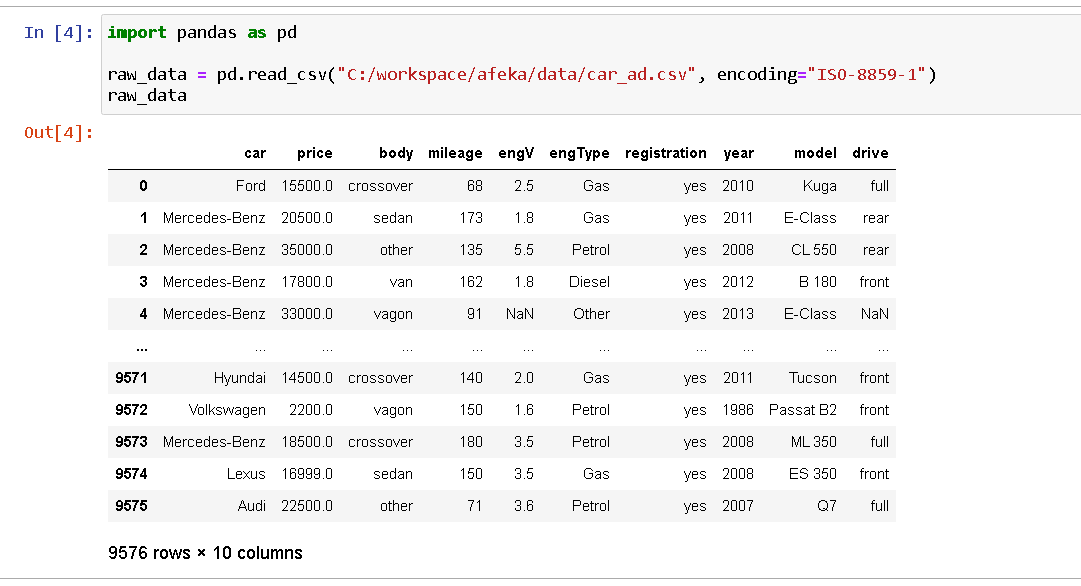 In [4]: import pandas as pd
raw_data = pd.read_csv("C:/workspace/afeka/data/car_ad.csv", encoding="ISO-8859-1")
raw_data
Out[4]:
car price body mileage engV engType registration year model drive
0 Ford 15500.0 crossover 68 2.5 Gas yes 2010 Kuga full
1 Mercedes-Benz 20500.0 sedan 173 1.8 Gas yes 2011 E-Class rear
2 Mercedes-Benz 35000.0 other 135 5.5 Petrol yes 2008 CL 550 rear
3 Mercedes-Benz 17800.0 van 162 1.8 Diesel yes 2012 B 180 front
4 Mercedes-Benz 33000.0 vagon 91 NaN Other yes 2013 E-Class NaN
... ... ... ... ... ... ... ... ... ... ...
9571 Hyundai 14500.0 crossover 140 2.0 Gas yes 2011 Tucson front
9572 Volkswagen 2200.0 vagon 150 1.6 Petrol yes 1986 Passat B2 front
9573 Mercedes-Benz 18500.0 crossover 180 3.5 Petrol yes 2008 ML 350 full
9574 Lexus 16999.0 sedan 150 3.5 Gas yes 2008 ES 350 front
9575 Audi 22500.0 other 71 3.6 Petrol yes 2007 Q7 full
9576 rows × 10 columns